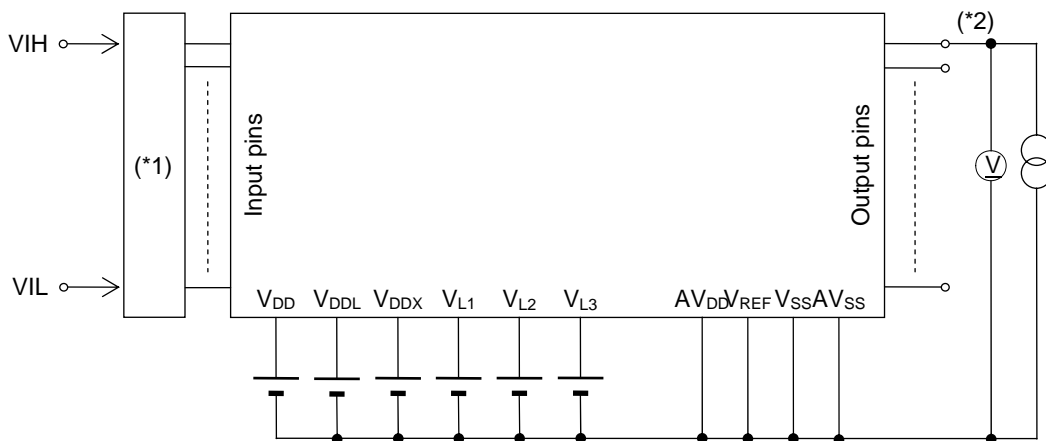 (*2)
VIH
(*1)
Input pins
Output pins
V
VIL
VDD VDDL VDDX VL1 VL2 VL3 AVDD VREF VSS AVSS